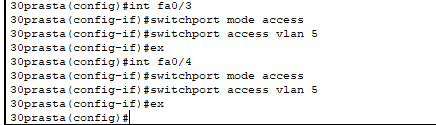 30prasta(config)#int fa0/3
30prasta(config-if)#switchport mode access
30prasta(config-if)#switchport access vlan 5
30prasta(config-if)#ex
30prasta(config)#int fa0/4
30prasta(config-if)#switchport mode access
30prasta(config-if)#switchport access vlan 5
30prasta(config-if)#ex
30prasta(config)#